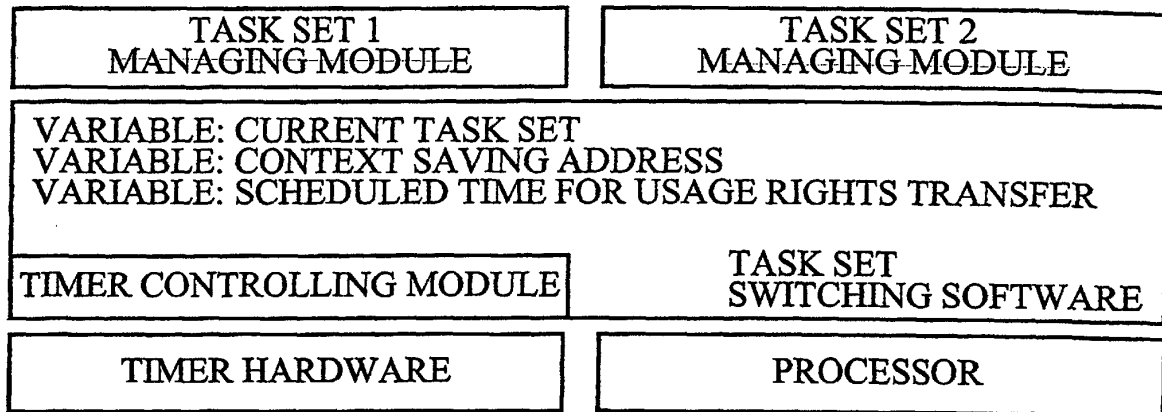 TASK SET 1
MANAGING MODULE
TASK SET 2
MANAGING MODULE
VARIABLE: CURRENT TASK SET
VARIABLE: CONTEXT SAVING ADDRESS
VARIABLE: SCHEDULED TIME FOR USAGE RIGHTS TRANSFER
TIMER CONTROLLING MODULE
TASK SET
SWITCHING SOFTWARE
TIMER HARDWARE
PROCESSOR